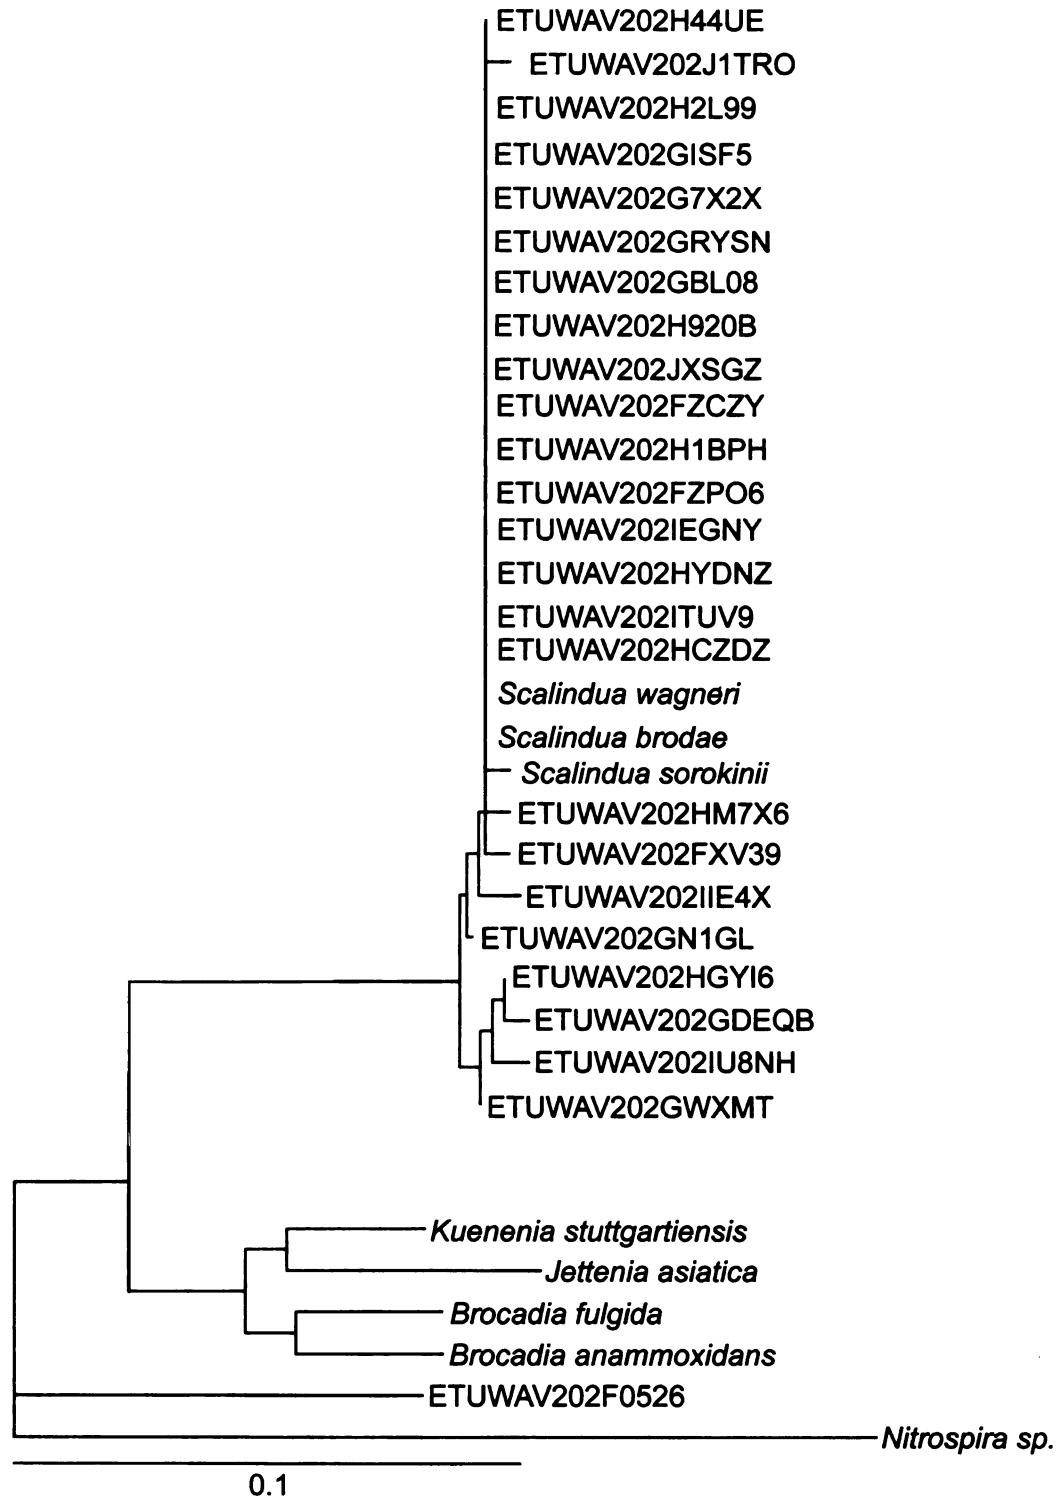 ETUWAV202H44UE
ETUWAV202J1TRO
ETUWAV202H2L99
ETUWAV202GISF5
ETUWAV202G7X2X
ETUWAV202GRYSN
ETUWAV202GBL08
ETUWAV202H920B
ETUWAV202JXSGZ
ETUWAV202FZCZY
ETUWAV202H1BPH
ETUWAV202FZPO6
ETUWAV202IEGNY
ETUWAV202HYDNZ
ETUWAV202ITUV9
ETUWAV202HCZDZ
Scalindua wagneri
Scalindua brodae
Scalindua sorokinii
ETUWAV202HM7X6
ETUWAV202FXV39
ETUWAV202IIE4X
ETUWAV202GN1GL
ETUWAV202HGYI6
ETUWAV202GDEQB
ETUWAV202IU8NH
ETUWAV202GWXMT
Kuenenia stuttgartiensis
Jettenia asiatica
Brocadia fulgida
Brocadia anammoxidans
ETUWAV202F0526
Nitrospira sp.
0.1